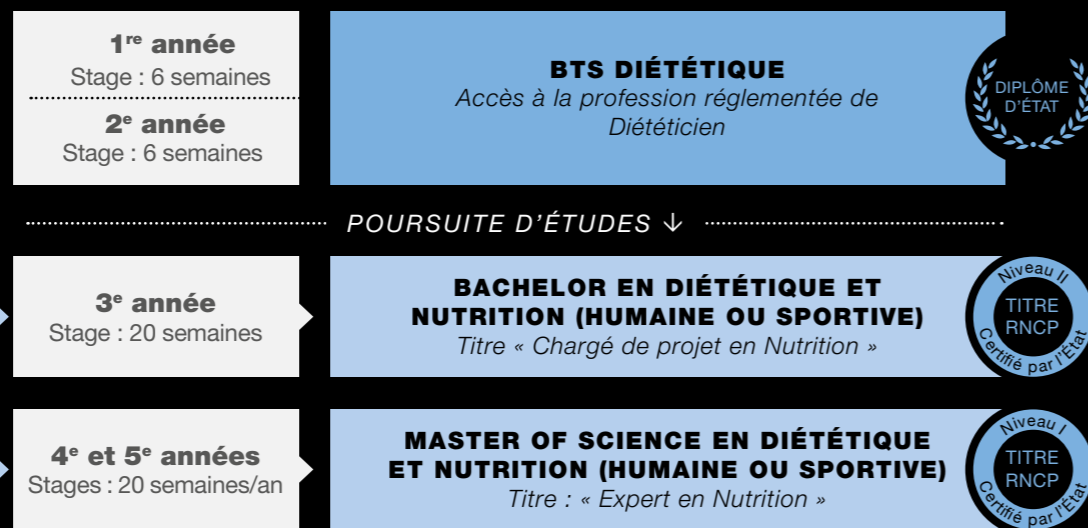 1re année
Stage : 6 semaines
2e année
Stage : 6 semaines
BTS DIÉTÉTIQUE
Accès à la profession réglementée de
Diététicien
DIPLÔME
D'ÉTAT
POURSUITE D'ÉTUDES ↓
3e année
Stage : 20 semaines
BACHELOR EN DIÉTÉTIQUE ET
NUTRITION (HUMAINE OU SPORTIVE)
Titre « Chargé de projet en Nutrition »
Niveau II
TITRE
RNCP
Certifié par l'État
4e et 5e années
Stages : 20 semaines/an
MASTER OF SCIENCE EN DIÉTÉTIQUE
ET NUTRITION (HUMAINE OU SPORTIVE)
Titre : « Expert en Nutrition »
Niveau I
TITRE
RNCP
Certifié par l'État